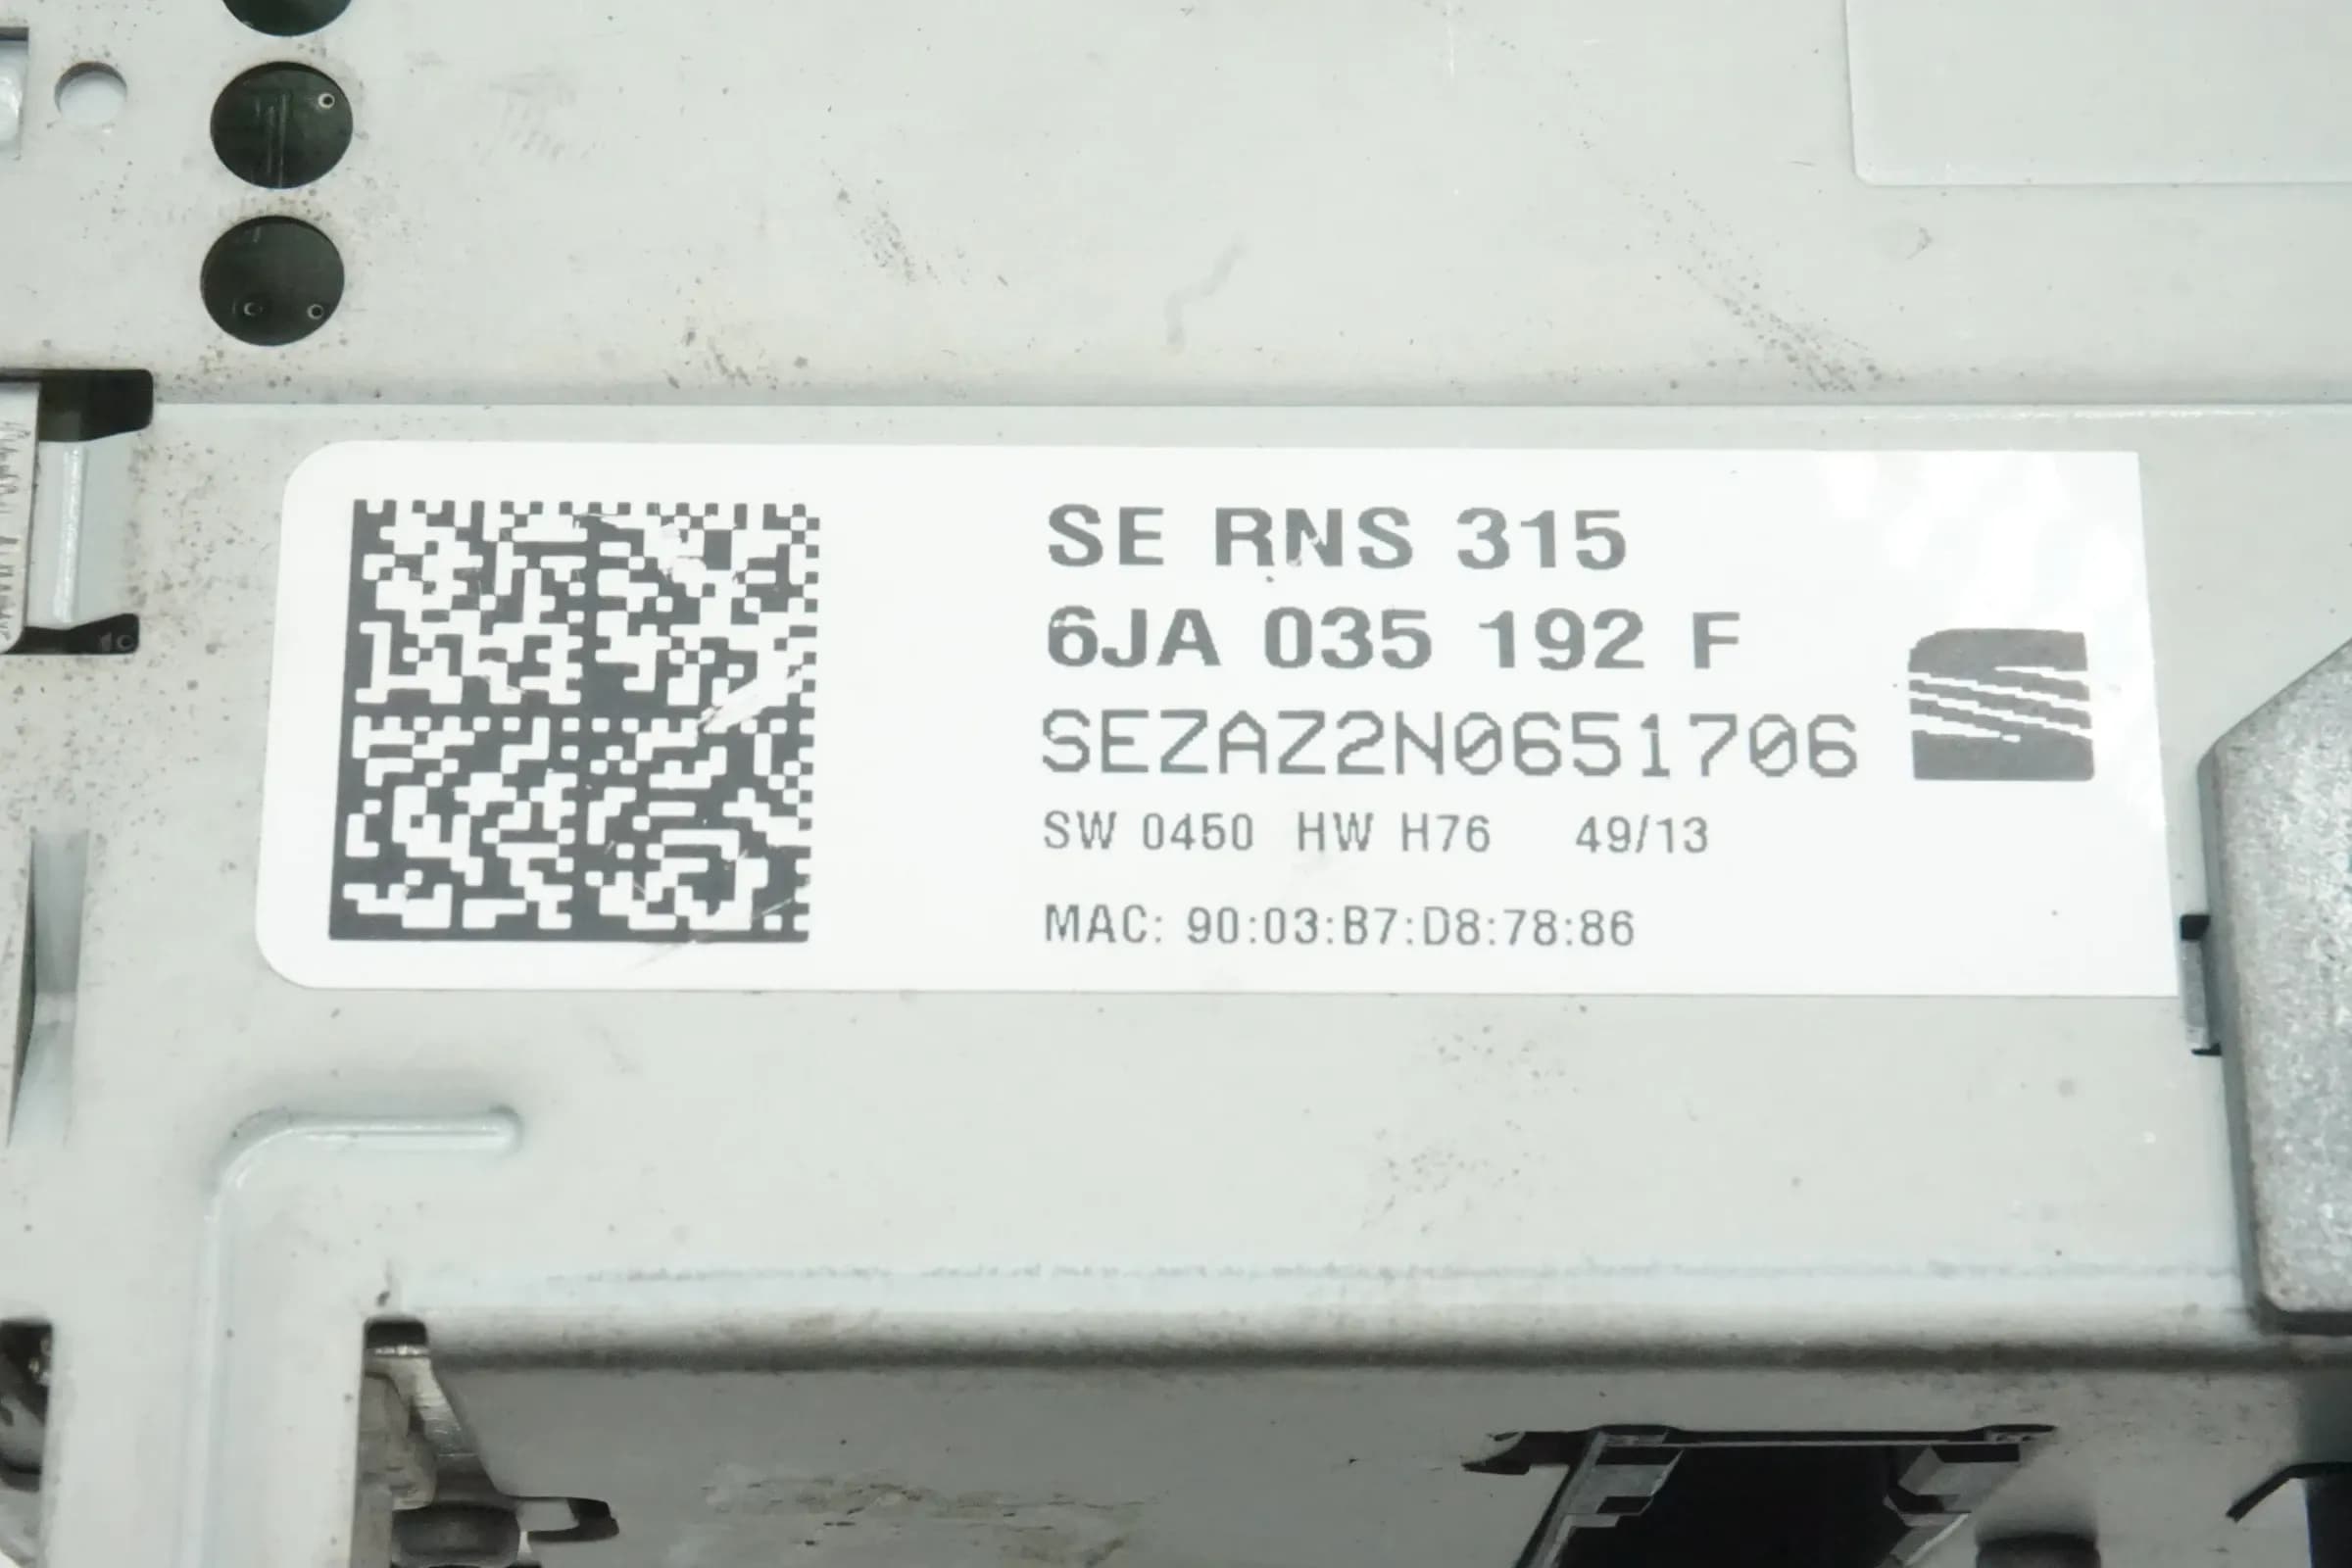 SE RNS 315
6JA 035 192 F
SEZAZ2N0651706
SW 0450 HW H76 49/13
MAC: 90:03:B7:D8:78:86